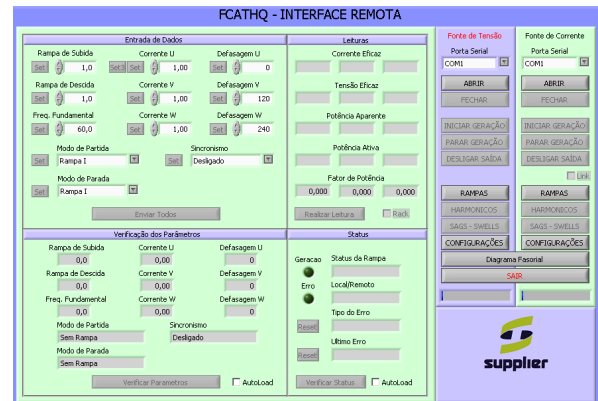 FCATHQ - INTERFACE REMOTA
Entrada de Dados
Rampa de Subida Corrente U Defasagem U
Set 1,0 Set3 Set 1,00 Set 0
Rampa de Descida Corrente V Defasagem V
Set 1,0 Set 1,00 Set 120
Freq. Fundamental Corrente W Defasagem W
Set 60,0 Set 1,00 Set 240
Modo de Partida Sincronismo
Set Rampa I Set Desligado
Modo de Parada
Set Rampa I
Enviar Todos
Leituras
Corrente Eficaz
Tensão Eficaz
Potência Aparente
Potência Ativa
Fator de Potência
0,000 0,000 0,000
Realizar Leitura Rack
Verificação dos Parâmetros
Rampa de Subida Corrente U Defasagem U
0,0 0,00 0
Rampa de Descida Corrente V Defasagem V
0,0 0,00 0
Freq. Fundamental Corrente W Defasagem W
0,0 0,00 0
Modo de Partida Sincronismo
Sem Rampa Desligado
Modo de Parada
Sem Rampa
Verificar Parametros AutoLoad
Status
Geracao Status da Rampa
Erro Local/Remoto
Tipo do Erro
Reset
Ultimo Erro
Reset
Verificar Status AutoLoad
Fonte de Tensão
Porta Serial
COM1
ABRIR
FECHAR
INICIAR GERAÇÃO
PARAR GERAÇÃO
DESLIGAR SAÍDA
RAMPAS
HARMONICOS
SAGS - SWELLS
CONFIGURAÇÕES
Fonte de Corrente
Porta Serial
COM1
ABRIR
FECHAR
INICIAR GERAÇÃO
PARAR GERAÇÃO
DESLIGAR SAÍDA
Link
RAMPAS
HARMONICOS
SAGS - SWELLS
CONFIGURAÇÕES
Diagrama Fasorial
SAIR
supplier